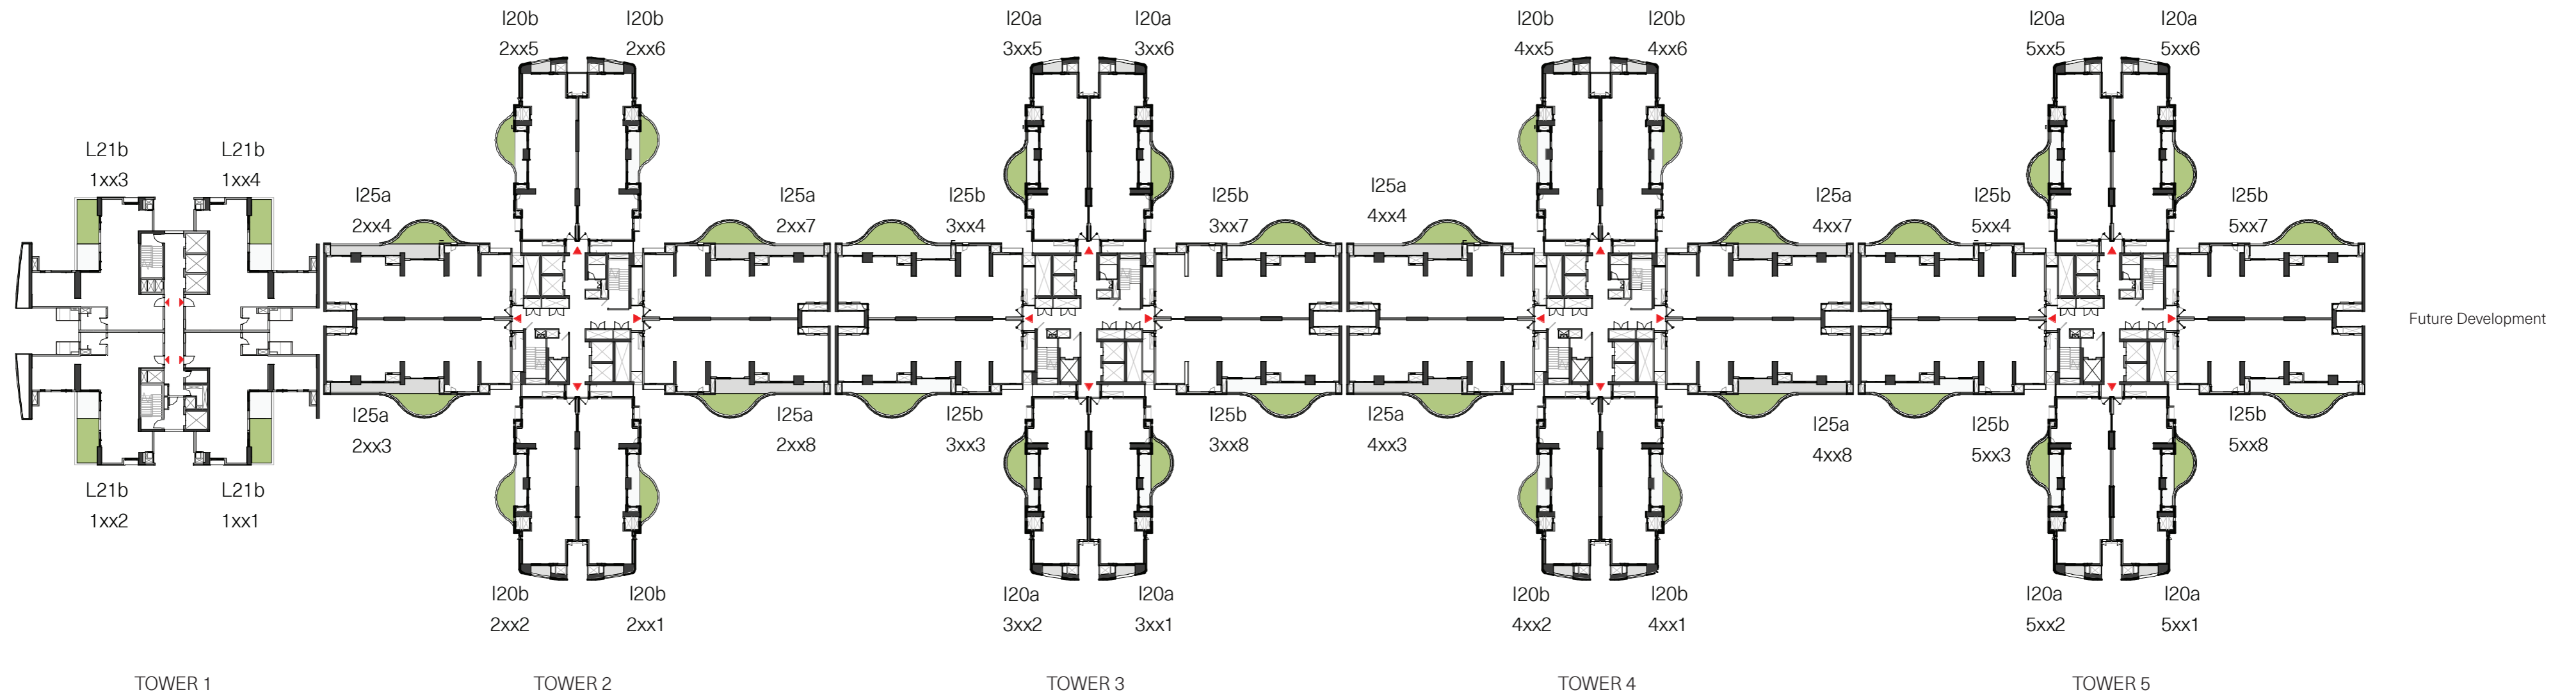 I20b
2xx5
I20b
2xx6
I20a
3xx5
I20a
3xx6
I20b
4xx5
I20b
4xx6
I20a
5xx5
I20a
5xx6
L21b
1xx3
L21b
1xx4
I25a
2xx4
I25a
2xx7
I25b
3xx4
I25b
3xx7
I25a
4xx4
I25a
4xx7
I25b
5xx4
I25b
5xx7
Future Development
I25a
2xx3
I25a
2xx8
I25b
3xx3
I25b
3xx8
I25a
4xx3
I25a
4xx8
I25b
5xx3
I25b
5xx8
L21b
1xx2
L21b
1xx1
I20b
2xx2
I20b
2xx1
I20a
3xx2
I20a
3xx1
I20b
4xx2
I20b
4xx1
I20a
5xx2
I20a
5xx1
TOWER 1
TOWER 2
TOWER 3
TOWER 4
TOWER 5